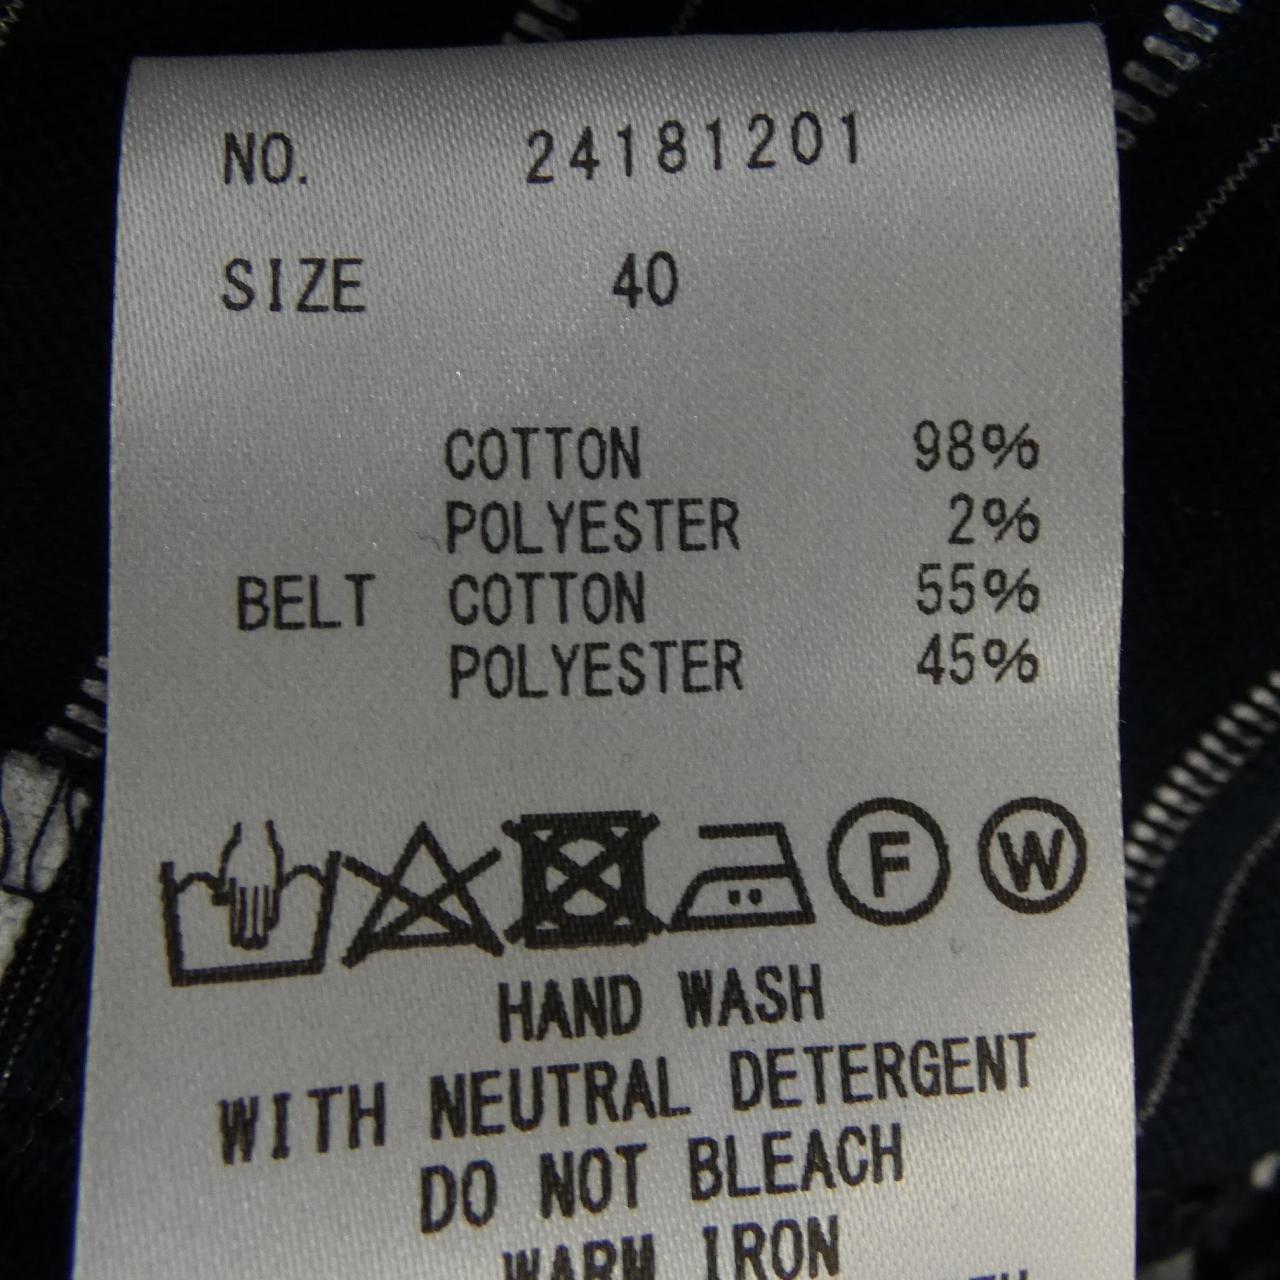 NO. 24181201
SIZE 40
COTTON 98%
POLYESTER 2%
BELT COTTON 55%
POLYESTER 45%
F W
HAND WASH
WITH NEUTRAL DETERGENT
DO NOT BLEACH
WARM IRON